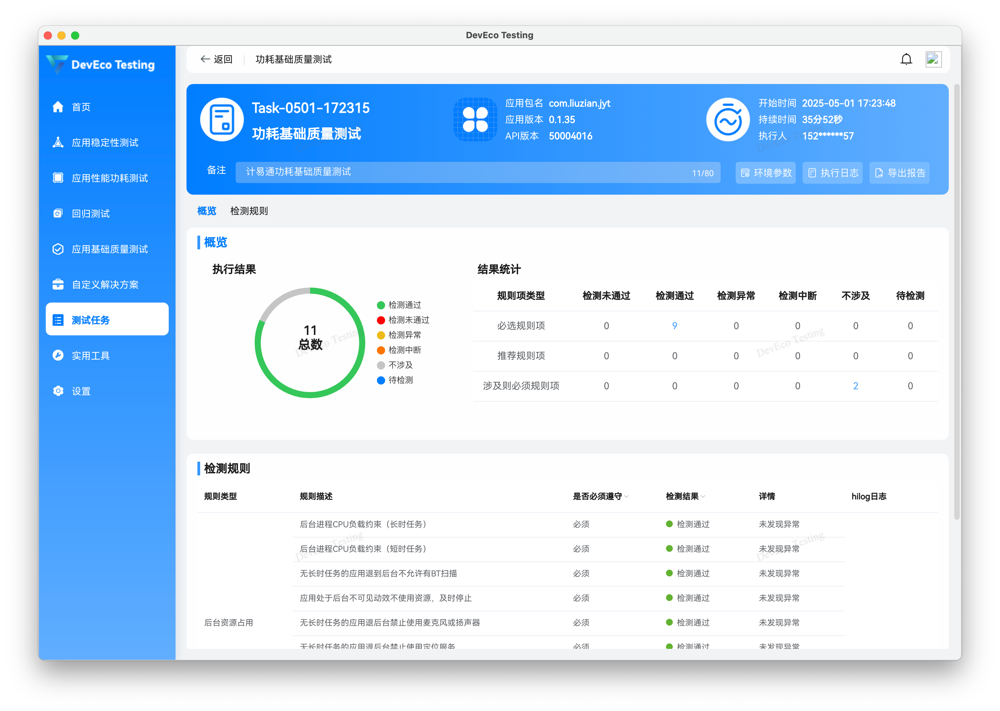 DevEco Testing
DevEco Testing
首页
应用稳定性测试
应用性能功耗测试
回归测试
应用基础质量测试
自定义解决方案
测试任务
实用工具
设置
返回 功耗基础质量测试
Task-0501-172315
功耗基础质量测试
应用包名 com.liuzian.jyt
应用版本 0.1.35
API版本 50004016
开始时间 2025-05-01 17:23:48
持续时间 35分52秒
执行人 152******57
备注 计易通功耗基础质量测试 11/80 环境参数 执行日志 导出报告
概览 检测规则
概览
执行结果
11
总数
检测通过
检测未通过
检测异常
检测中断
不涉及
待检测
结果统计
规则项类型 检测未通过 检测通过 检测异常 检测中断 不涉及 待检测
必选规则项 0 9 0 0 0 0
推荐规则项 0 0 0 0 0 0
涉及则必须规则项 0 0 0 0 2 0
检测规则
规则类型 规则描述 是否必须遵守 检测结果 详情 hilog日志
后台进程CPU负载约束（长时任务） 必须 检测通过 未发现异常
后台进程CPU负载约束（短时任务） 必须 检测通过 未发现异常
无长时任务的应用退到后台不允许有BT扫描 必须 检测通过 未发现异常
应用处于后台不可见动效不使用资源，及时停止 必须 检测通过 未发现异常
后台资源占用 无长时任务的应用退后台禁止使用麦克风或扬声器 必须 检测通过 未发现异常
无长时任务的应用退后台禁止使用定位服务 必须 检测通过 未发现异常
DevEco Testing
DevEco Testing
DevEco Testing
DevEco Testing
DevEco Testing